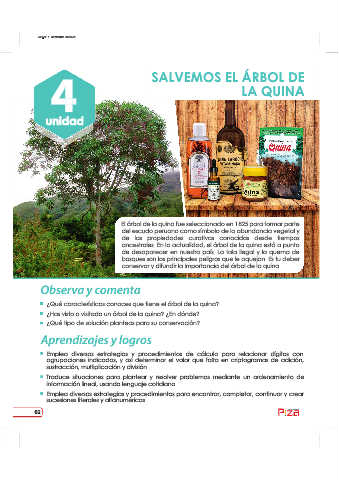 4
unidad
SALVEMOS EL ÁRBOL DE
LA QUINA
Quina
El árbol de la quina fue seleccionado en 1825 para formar parte
del escudo peruano como símbolo de la abundancia vegetal y
de las propiedades curativas conocidas desde tiempos
ancestrales. En la actualidad, el árbol de la quina está a punto
de desaparecer en nuestro país. La tala ilegal y la quema de
bosques son los principales peligros que le aquejan. Es tu deber
conservar y difundir la importancia del árbol de la quina
Observa y comenta
¿Qué características conoces que tiene el árbol de la quina?
¿Has visto o visitado un árbol de la quina? ¿En dónde?
¿Qué tipo de solución planteas para su conservación?
Aprendizajes y logros
Emplea diversas estrategias y procedimientos de cálculo para relacionar dígitos con
agrupaciones indicadas, y así determinar el valor que falta en criptogramas de adición,
sustracción, multiplicación y división
Traduce situaciones para plantear y resolver problemas mediante un ordenamiento de
información lineal, usando lenguaje cotidiano
Emplea diversas estrategias y procedimientos para encontrar, completar, continuar y crear
sucesiones literales y alfanuméricas